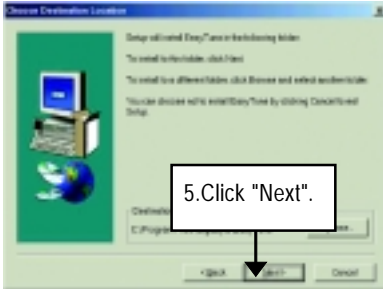 Choose Destination Location
Setup will install EasyTune in the following folder.
To install to this folder, click Next.
To install to a different folder, click Browse and select another folder.
You can choose not to install EasyTune by clicking Cancel to exit
Setup.
5.Click "Next".
C:\Program
< Back
Cancel